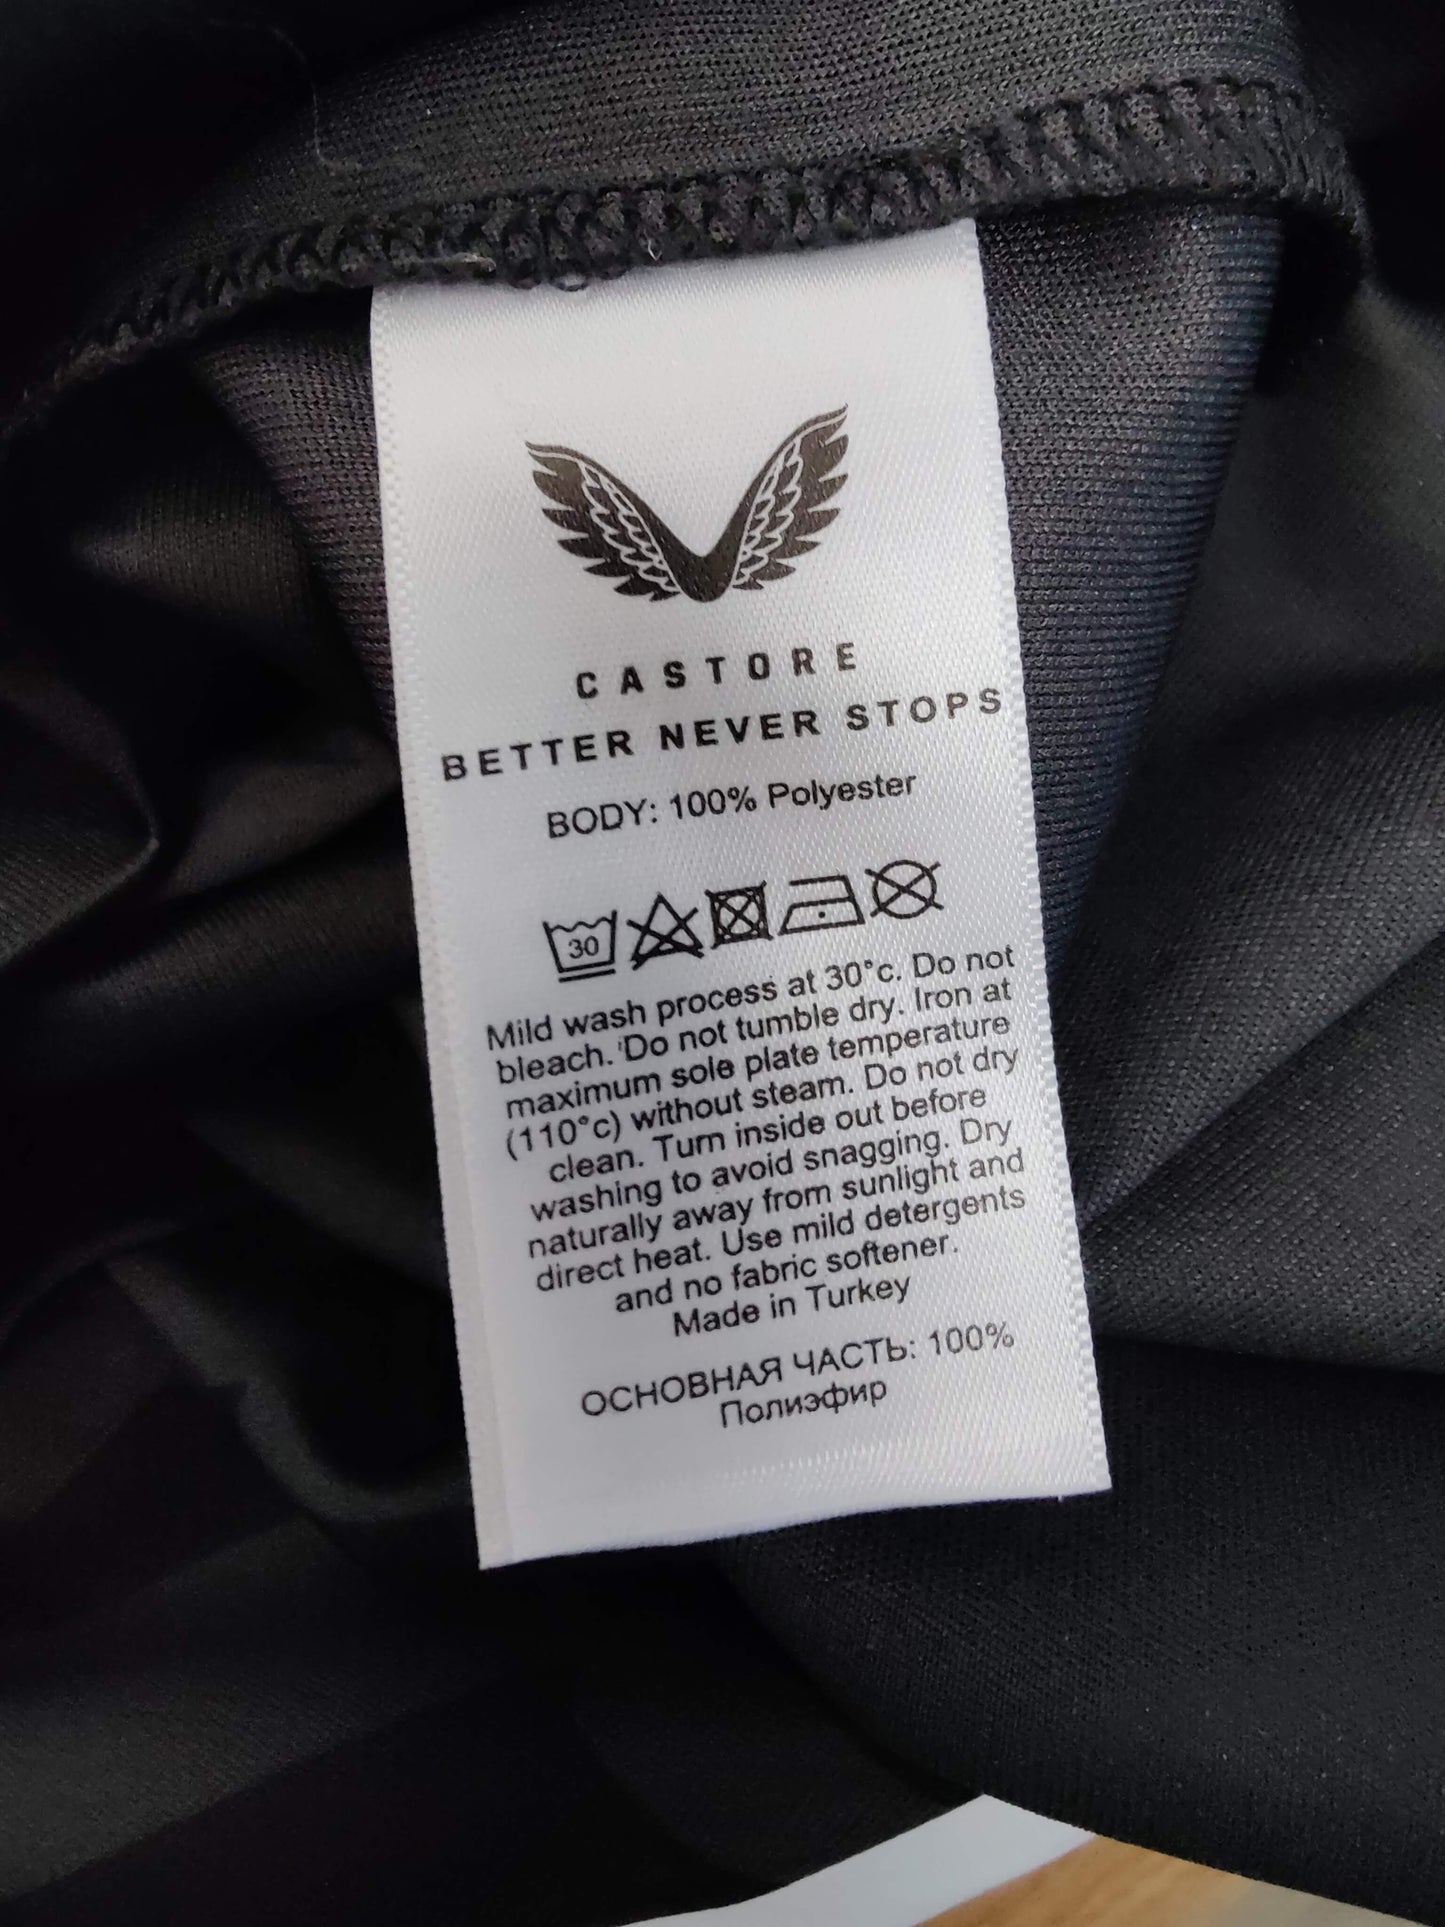 CASTORE
BETTER NEVER STOPS
BODY: 100% Polyester
30
Mild wash process at 30°c. Do not
bleach. Do not tumble dry. Iron at
maximum sole plate temperature
(110°c) without steam. Do not dry
clean. Turn inside out before
washing to avoid snagging. Dry
naturally away from sunlight and
direct heat. Use mild detergents
and no fabric softener.
Made in Turkey
ОСНОВНАЯ ЧАСТЬ: 100%
Полиэфир